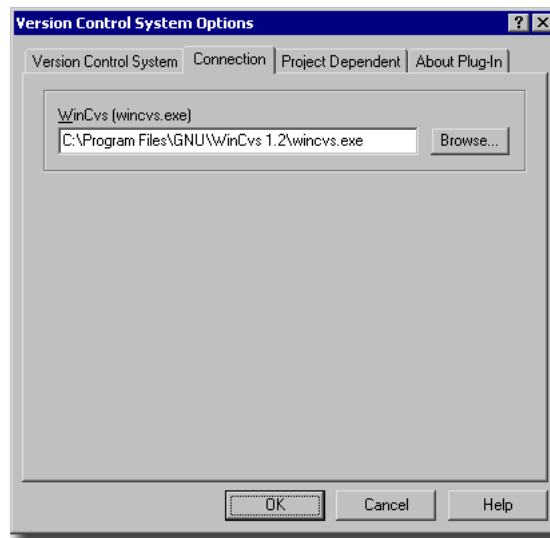 Version Control System Options
Version Control System Connection Project Dependent About Plug-In
WinCvs (wincvs.exe)
C:\Program Files\GNU\WinCvs 1.2\wincvs.exe Browse...
OK Cancel Help